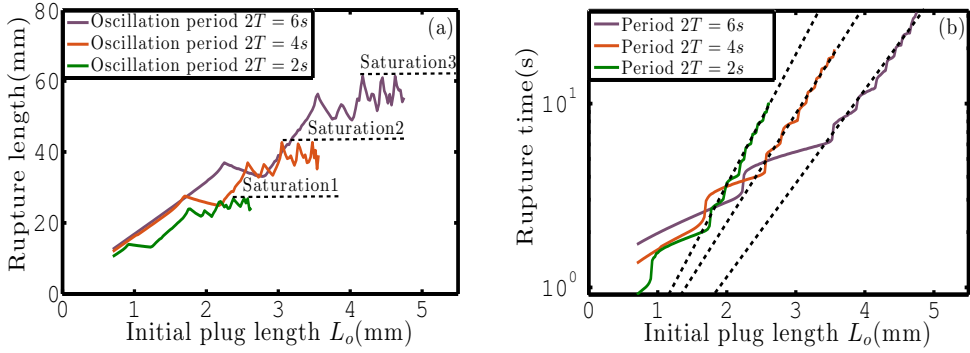 Oscillation period 2T = 6s
Oscillation period 2T = 4s
Oscillation period 2T = 2s
(a)
Saturation3
Saturation2
Saturation1
80
60
40
20
0
0 1 2 3 4 5
Rupture length(mm)
Initial plug length L_o(mm)
Period 2T = 6s
Period 2T = 4s
Period 2T = 2s
(b)
10^1
10^0
0 1 2 3 4 5
Rupture time(s)
Initial plug length L_o(mm)